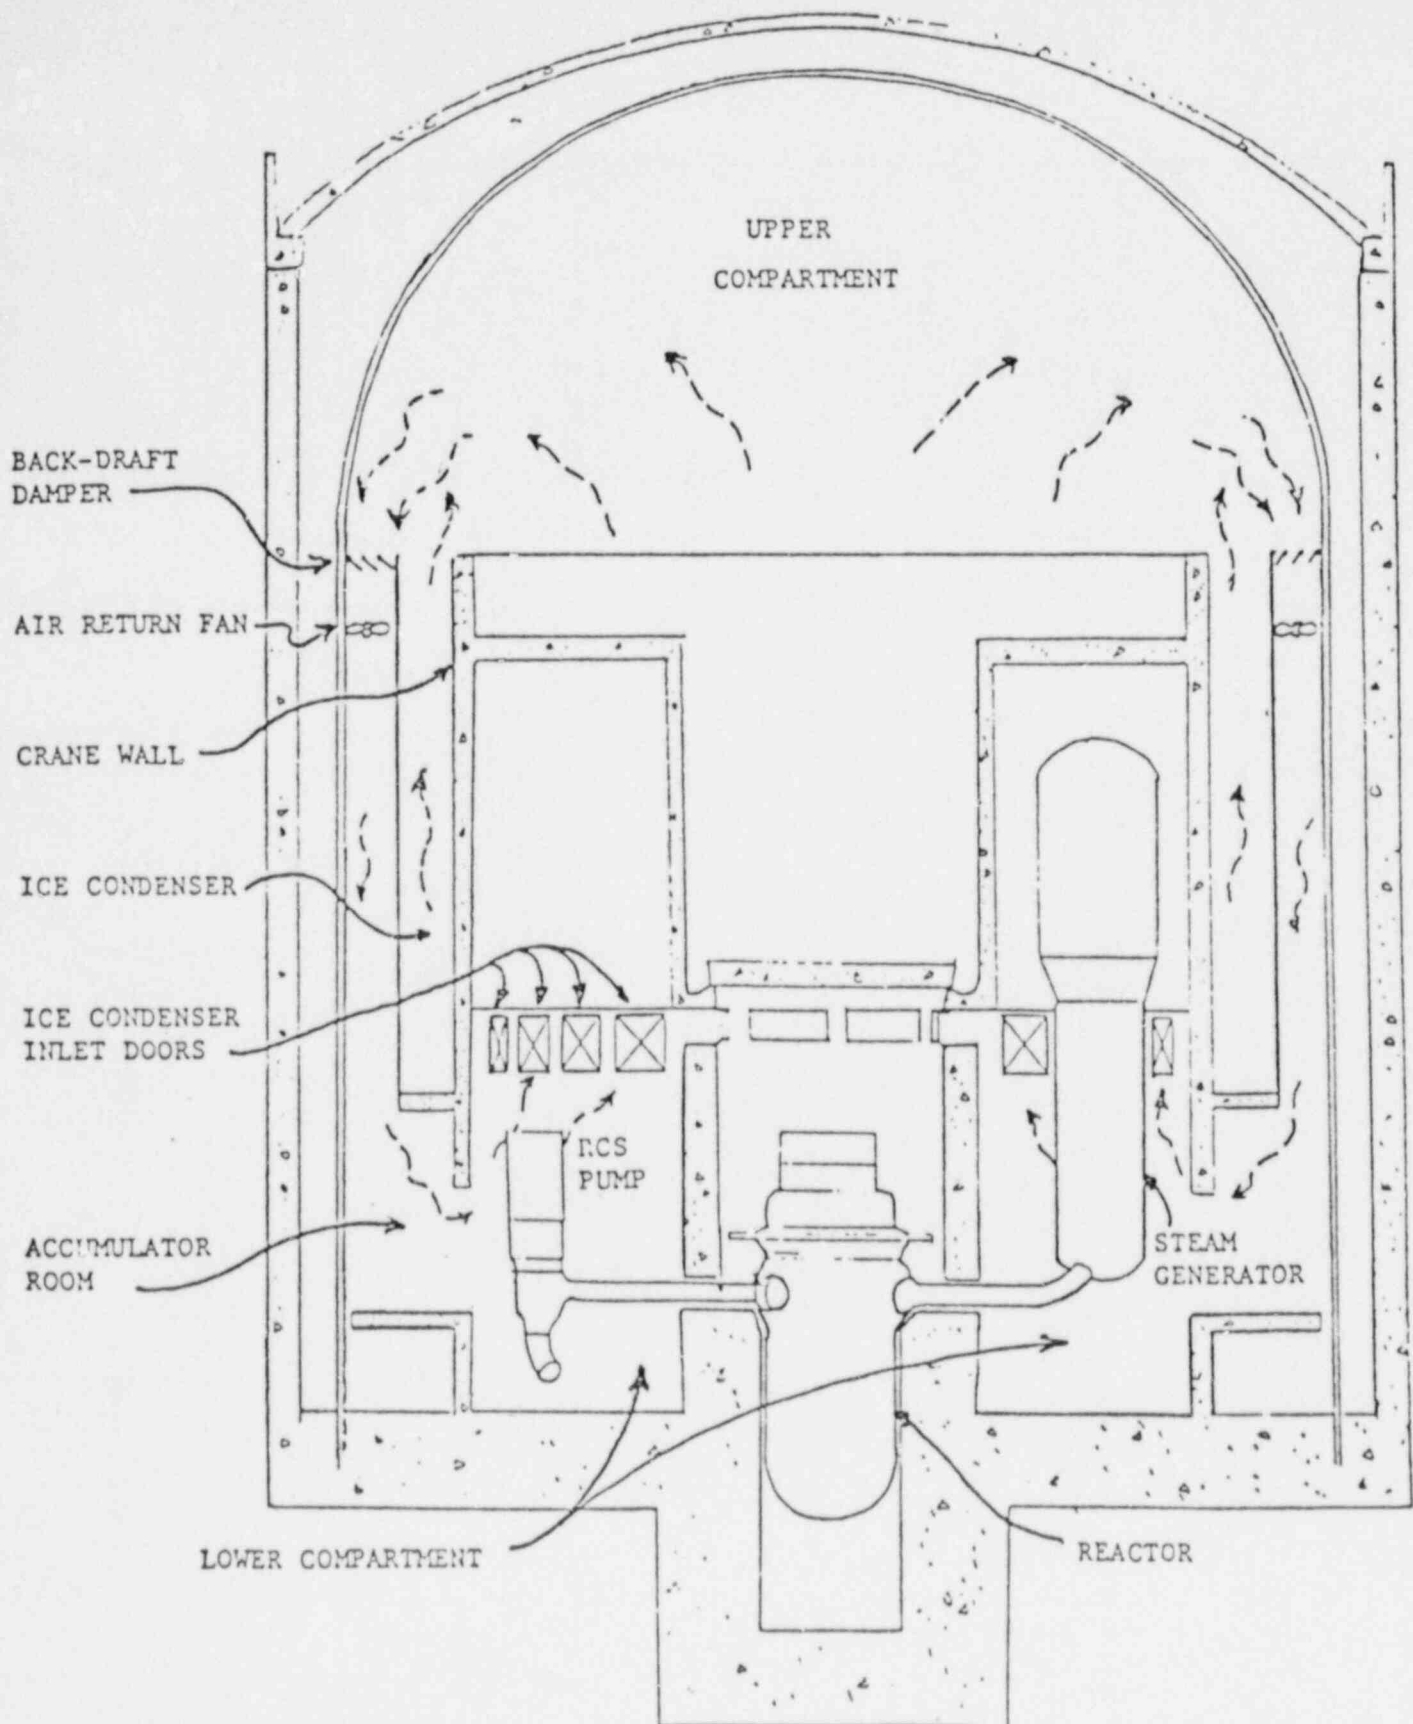 UPPER
COMPARTMENT
BACK-DRAFT
DAMPER
AIR RETURN FAN
CRANE WALL
ICE CONDENSER
ICE CONDENSER
INLET DOORS
RCS
PUMP
ACCUMULATOR
ROOM
STEAM
GENERATOR
LOWER COMPARTMENT
REACTOR